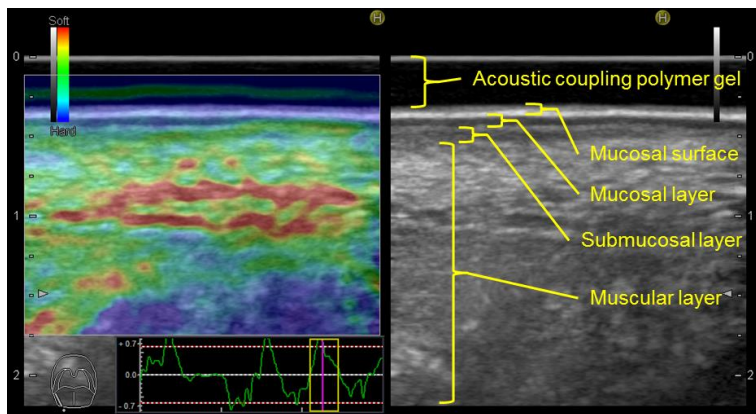 H
H
Soft
Hard
0
1
2
+ 0.7
0.0
- 0.7
0
1
2
Acoustic coupling polymer gel
Mucosal surface
Mucosal layer
Submucosal layer
Muscular layer